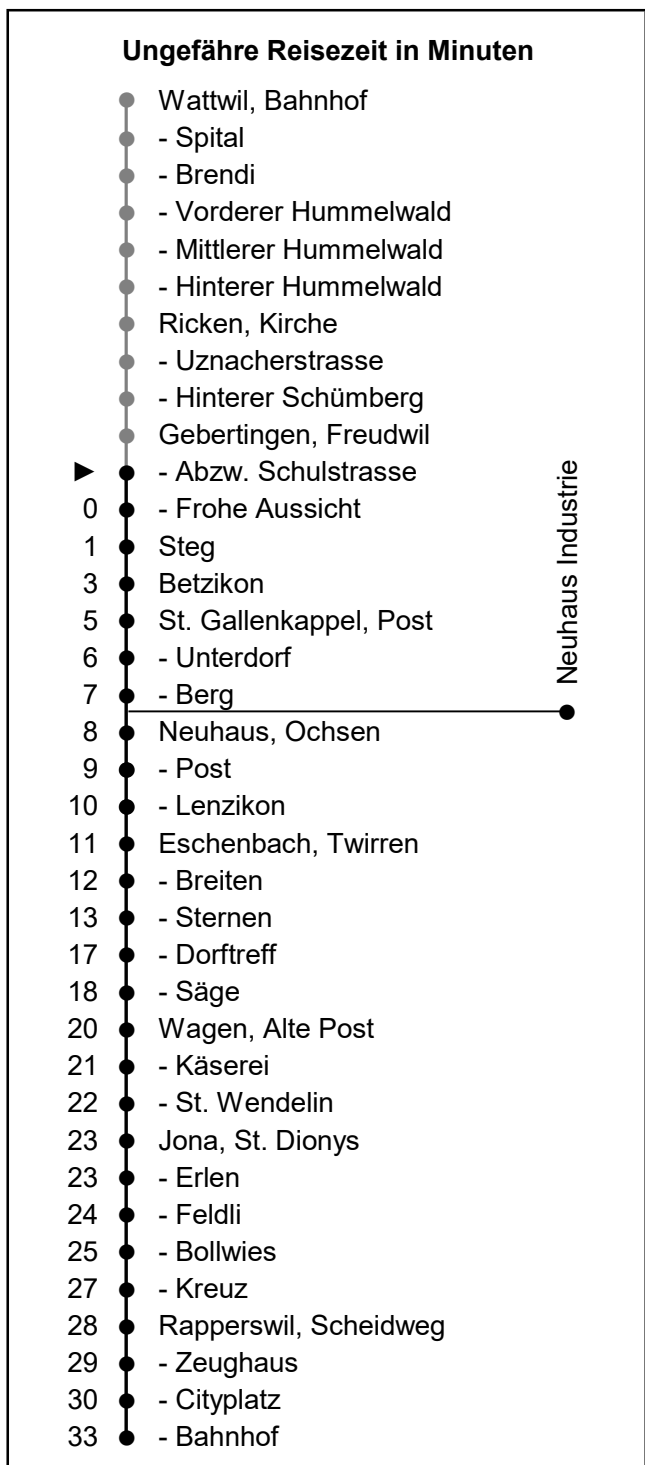 Ungefähre Reisezeit in Minuten
Wattwil, Bahnhof
- Spital
- Brendi
- Vorderer Hummelwald
- Mittlerer Hummelwald
- Hinterer Hummelwald
Ricken, Kirche
- Uznacherstrasse
- Hinterer Schümberg
Gebertingen, Freudwil
► - Abzw. Schulstrasse
0 - Frohe Aussicht
1 Steg
3 Betzikon
5 St. Gallenkappel, Post
6 - Unterdorf
7 - Berg
Neuhaus Industrie
8 Neuhaus, Ochsen
9 - Post
10 - Lenzikon
11 Eschenbach, Twirren
12 - Breiten
13 - Sternen
17 - Dorftreff
18 - Säge
20 Wagen, Alte Post
21 - Käserei
22 - St. Wendelin
23 Jona, St. Dionys
23 - Erlen
24 - Feldli
25 - Bollwies
27 - Kreuz
28 Rapperswil, Scheidweg
29 - Zeughaus
30 - Cityplatz
33 - Bahnhof